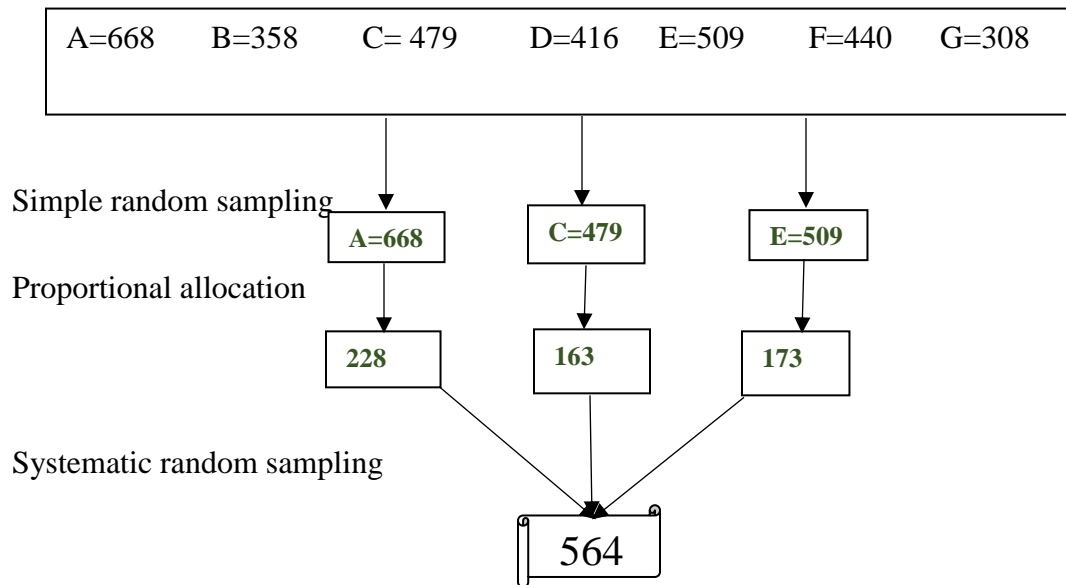 A=668 B=358 C= 479 D=416 E=509 F=440 G=308
Simple random sampling
A=668 C=479 E=509
Proportional allocation
228 163 173
Systematic random sampling
564